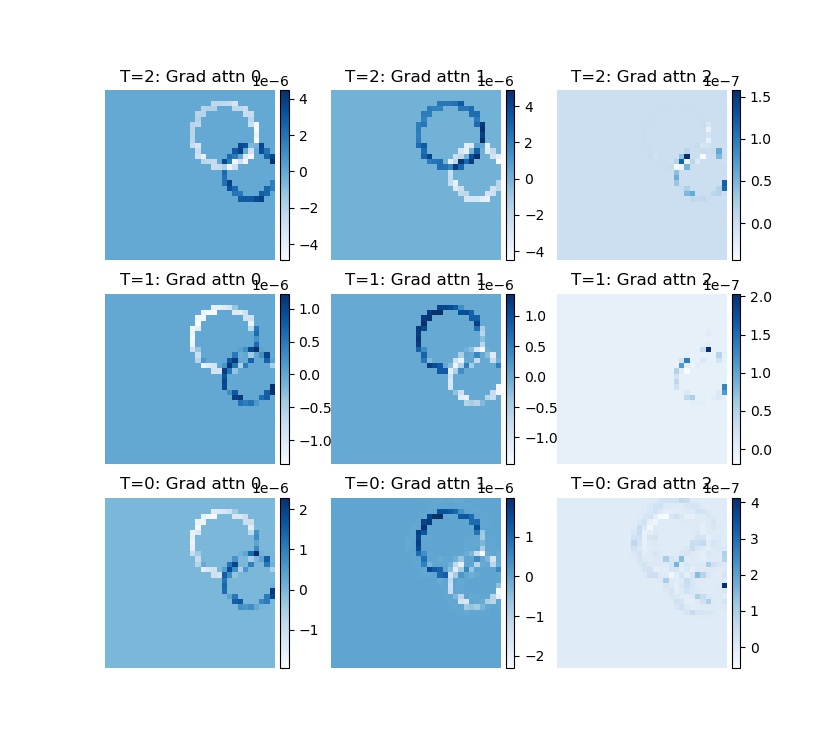 T=2: Grad attn 0
1e−6
T=2: Grad attn 1
1e−6
T=2: Grad attn 2
1e−7
4
2
0
−2
−4
4
2
0
−2
−4
1.5
1.0
0.5
0.0
T=1: Grad attn 0
1e−6
T=1: Grad attn 1
1e−6
T=1: Grad attn 2
1e−7
1.0
0.5
0.0
−0.5
−1.0
1.0
0.5
0.0
−0.5
−1.0
2.0
1.5
1.0
0.5
0.0
T=0: Grad attn 0
1e−6
T=0: Grad attn 1
1e−6
T=0: Grad attn 2
1e−7
2
1
0
−1
1
0
−1
−2
4
3
2
1
0